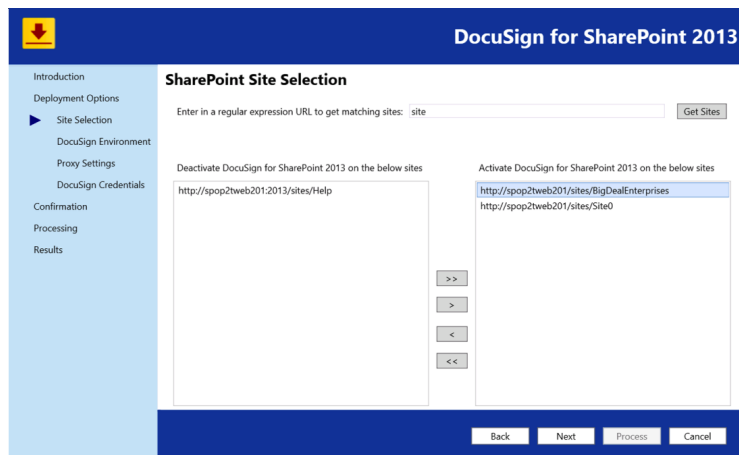 DocuSign for SharePoint 2013
Introduction
Deployment Options
Site Selection
DocuSign Environment
Proxy Settings
DocuSign Credentials
Confirmation
Processing
Results
SharePoint Site Selection
Enter in a regular expression URL to get matching sites: site
Get Sites
Deactivate DocuSign for SharePoint 2013 on the below sites
http://spop2tweb201:2013/sites/Help
>>
>
<
<<
Activate DocuSign for SharePoint 2013 on the below sites
http://spop2tweb201/sites/BigDealEnterprises
http://spop2tweb201/sites/Site0
Back Next Process Cancel